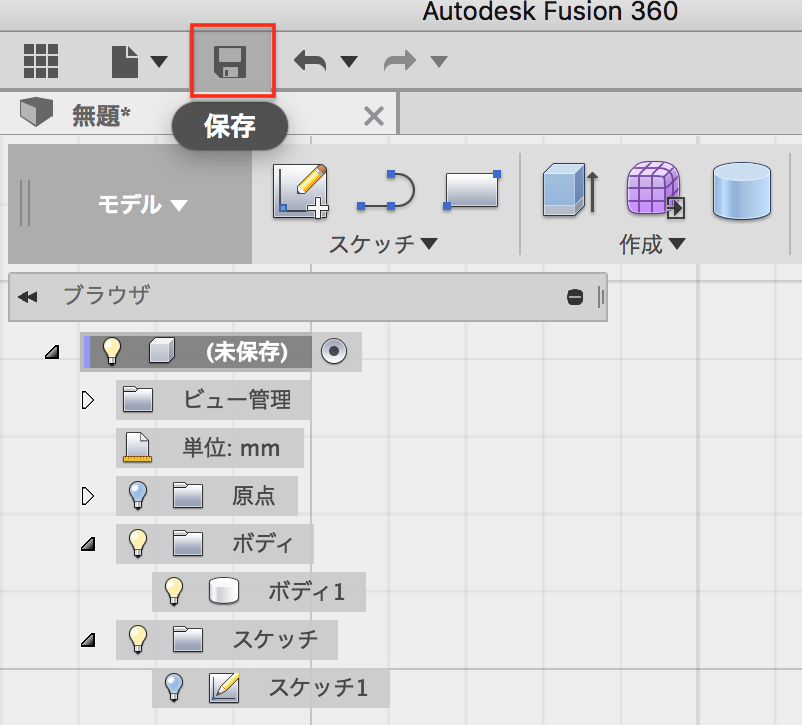 Autodesk Fusion 360
無題*
保存
モデル
スケッチ
作成
ブラウザ
(未保存)
ビュー管理
単位: mm
原点
ボディ
ボディ1
スケッチ
スケッチ1